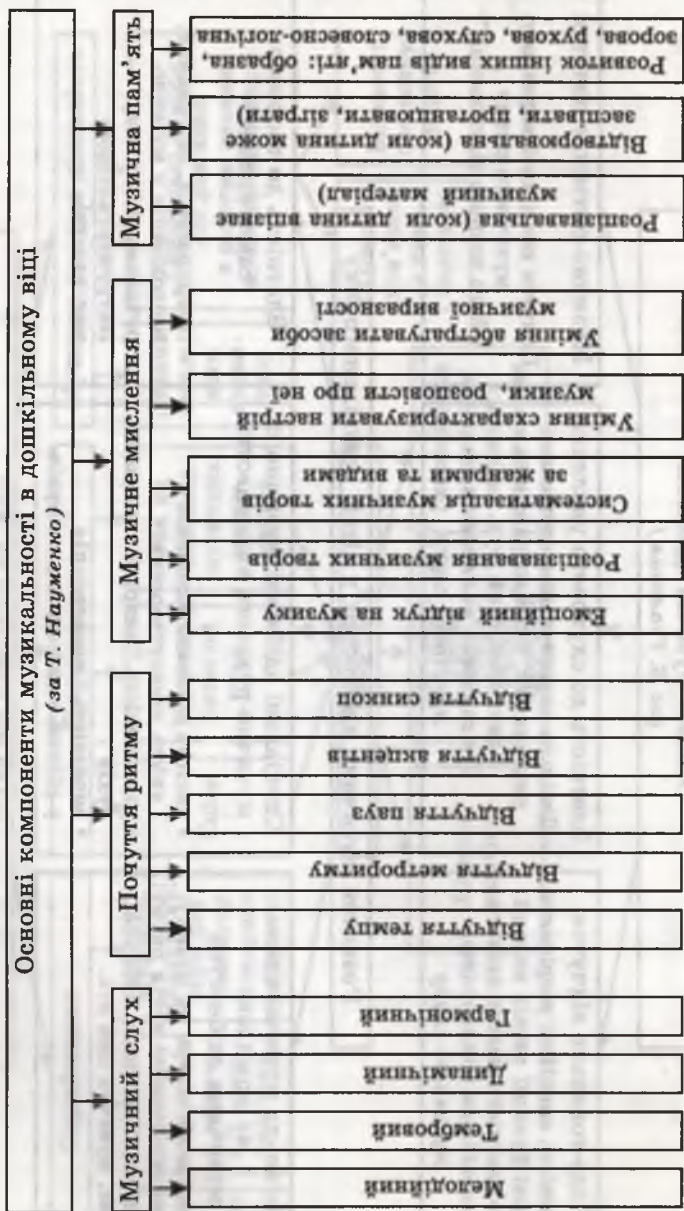 Основні компоненти музикальності в дошкільному віці
(за Т. Науменко)
Музичний слух
Мелодійний
Тембровий
Динамічний
Гармонічний
Почуття ритму
Відчуття темпу
Відчуття метроритму
Відчуття пауз
Відчуття акцентів
Відчуття синкоп
Музичне мислення
Емоційний відгук на музику
Розпізнавання музичних творів
Систематизація музичних творів
за жанрами та видами
Уміння схарактеризувати настрій
музики, розповісти про неї
Уміння абстрагувати засоби
музичної виразності
Музична пам’ять
Розпізнавальна (коли дитина впізнає
музичний матеріал)
Відтворювальна (коли дитина може
заспівати, протанцювати, зіграти)
Розвиток інших видів пам’яті: образна,
зорова, рухова, слухова, словесно-логічна